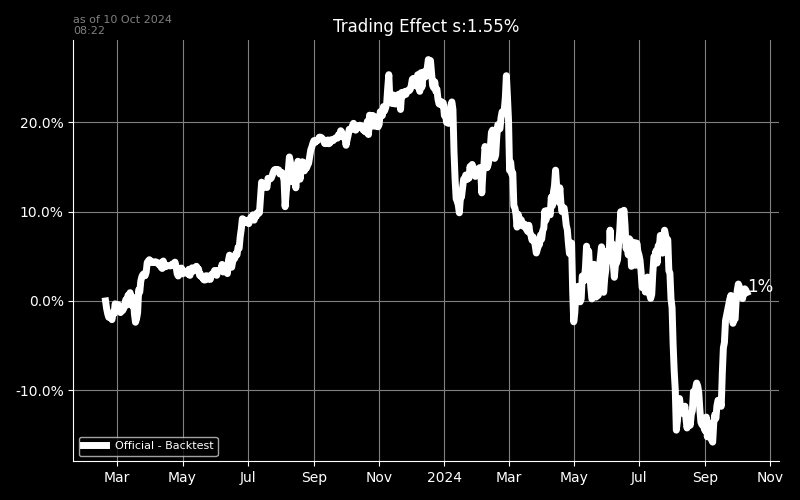 as of 10 Oct 2024
08:22
Trading Effect s:1.55%
20.0%
10.0%
0.0%
-10.0%
1%
Official - Backtest
Mar May Jul Sep Nov 2024 Mar May Jul Sep Nov